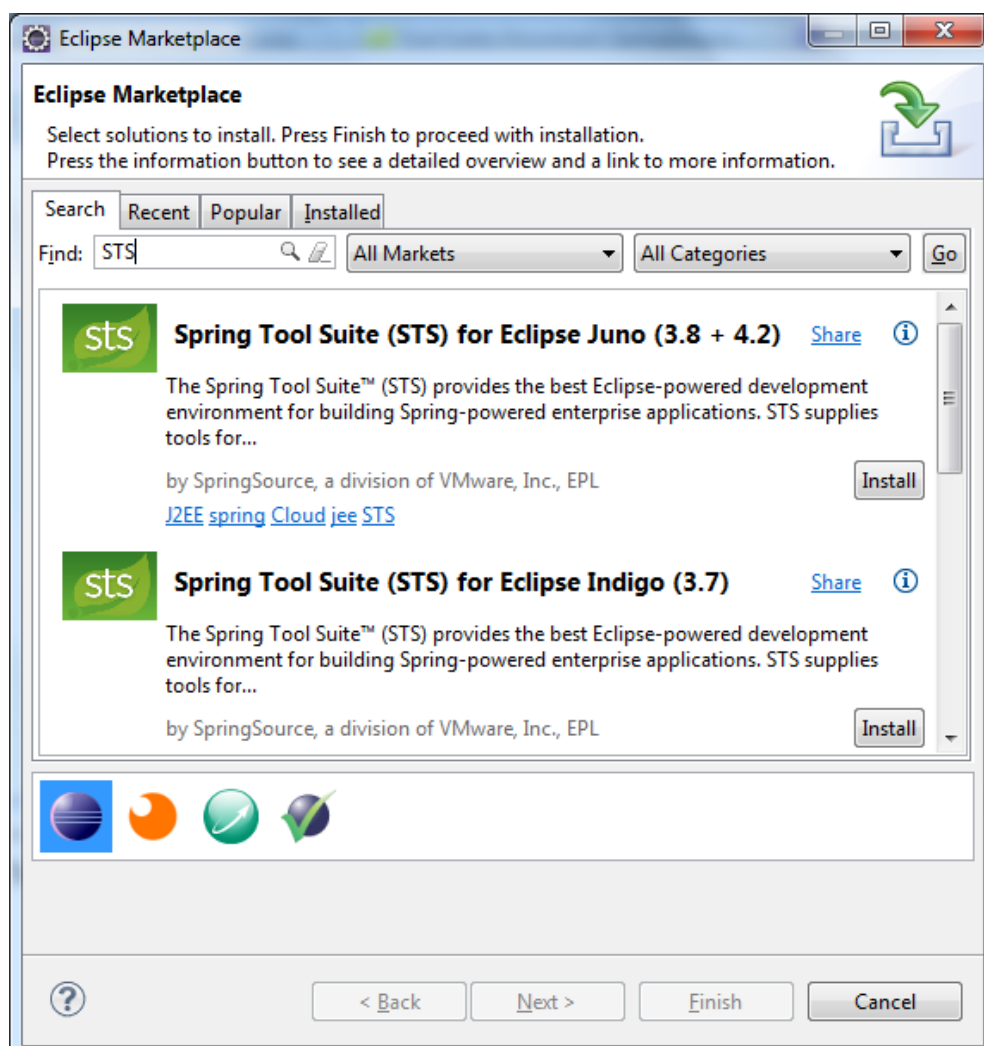 Eclipse Marketplace
Eclipse Marketplace
Select solutions to install. Press Finish to proceed with installation.
Press the information button to see a detailed overview and a link to more information.
Search Recent Popular Installed
Find: STS All Markets All Categories Go
sts Spring Tool Suite (STS) for Eclipse Juno (3.8 + 4.2) Share
The Spring Tool Suite™ (STS) provides the best Eclipse-powered development
environment for building Spring-powered enterprise applications. STS supplies
tools for...
by SpringSource, a division of VMware, Inc., EPL Install
J2EE spring Cloud jee STS
sts Spring Tool Suite (STS) for Eclipse Indigo (3.7) Share
The Spring Tool Suite™ (STS) provides the best Eclipse-powered development
environment for building Spring-powered enterprise applications. STS supplies
tools for...
by SpringSource, a division of VMware, Inc., EPL Install
< Back Next > Finish Cancel